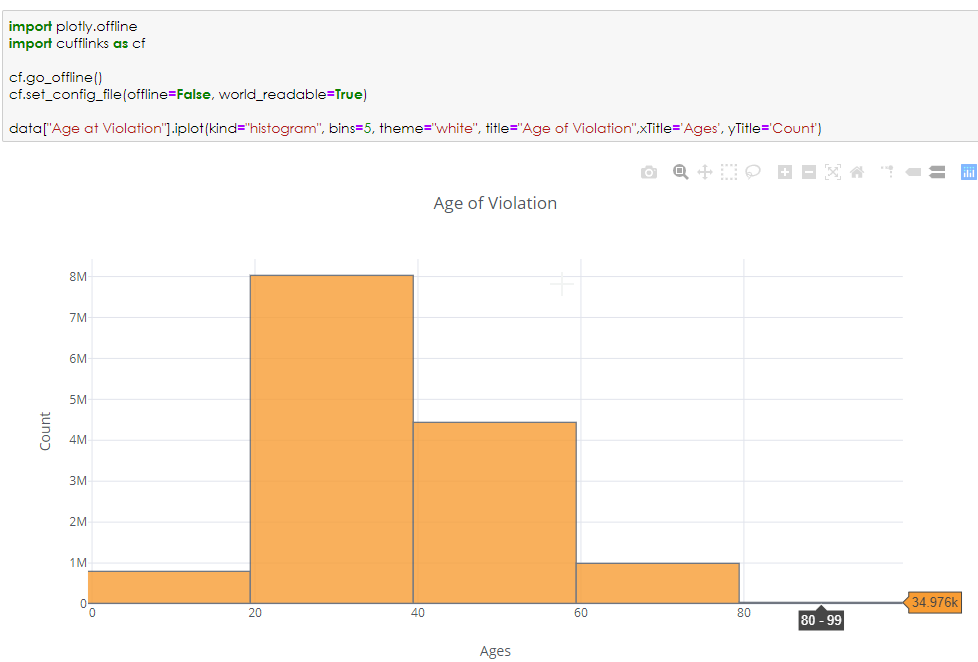 import plotly.offline
import cufflinks as cf
cf.go_offline()
cf.set_config_file(offline=False, world_readable=True)
data["Age at Violation"].iplot(kind="histogram", bins=5, theme="white", title="Age of Violation",xTitle='Ages', yTitle='Count')
Age of Violation
8M
7M
6M
5M
4M
3M
2M
1M
0
Count
0 20 40 60 80
34.976k
80 - 99
Ages